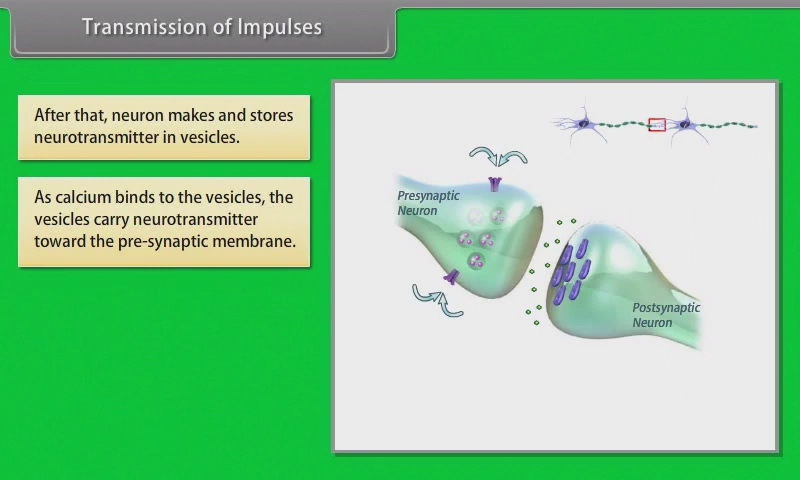 Transmission of Impulses
After that, neuron makes and stores
neurotransmitter in vesicles.
As calcium binds to the vesicles, the
vesicles carry neurotransmitter
toward the pre-synaptic membrane.
Presynaptic
Neuron
Postsynaptic
Neuron